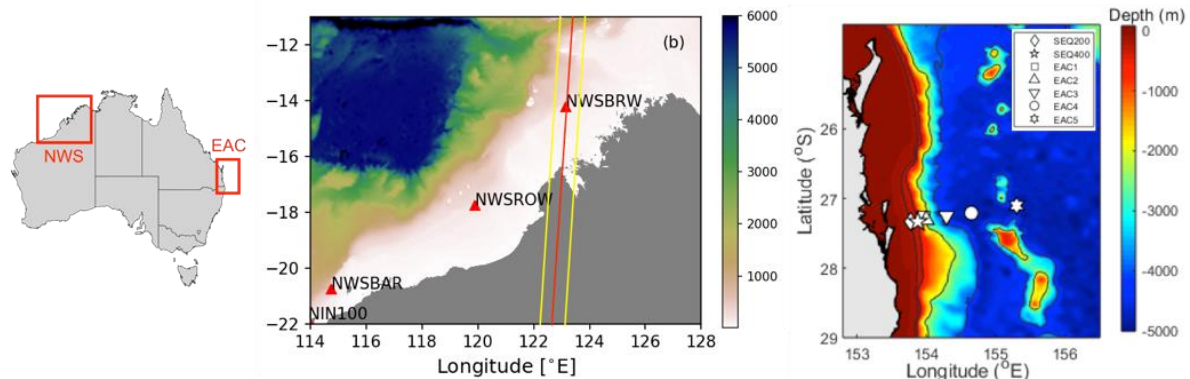 NWS
EAC
(b)
−12
−14
−16
−18
−20
−22
NWSBRW
NWSROW
NWSBAR
NIN100
114
116
118
120
122
124
126
128
Longitude [°E]
6000
5000
4000
3000
2000
1000
Depth (m)
0
-1000
-2000
-3000
-4000
-5000
SEQ200
SEQ400
EAC1
EAC2
EAC3
EAC4
EAC5
Latitude (°S)
26
27
28
29
153
154
155
156
Longitude (°E)